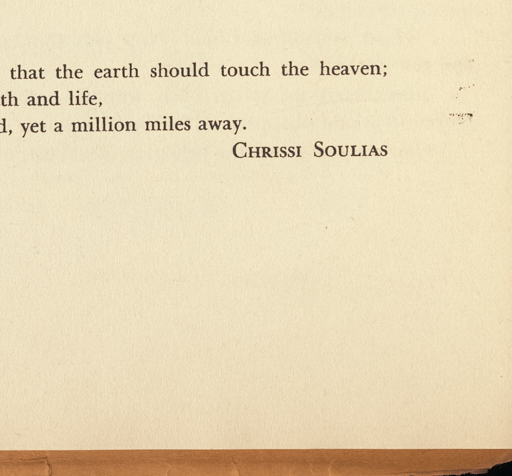 that the earth should touch the heaven;
th and life,
d, yet a million miles away.
CHRISSI SOULIAS